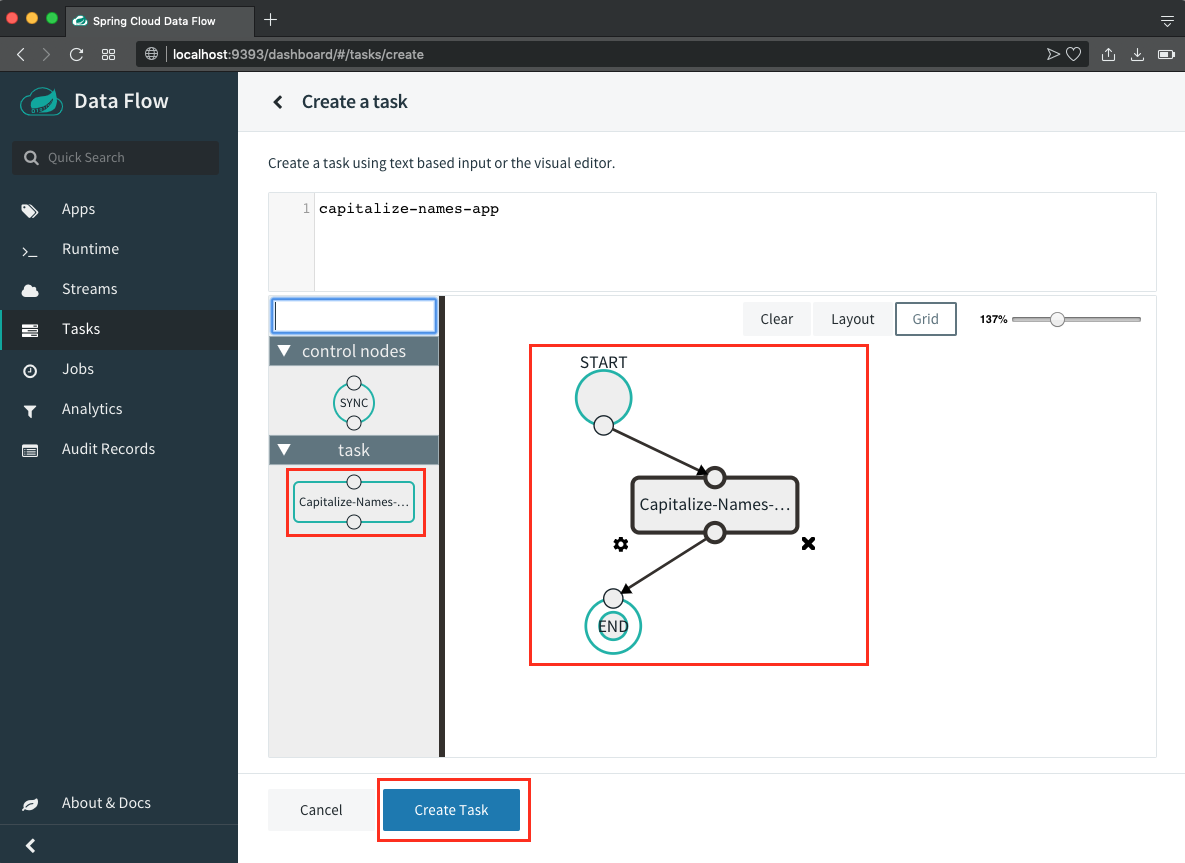 Spring Cloud Data Flow
localhost:9393/dashboard/#/tasks/create
Data Flow
Quick Search
Apps
Runtime
Streams
Tasks
Jobs
Analytics
Audit Records
About & Docs
Create a task
Create a task using text based input or the visual editor.
1 capitalize-names-app
control nodes
SYNC
task
Capitalize-Names-...
Clear Layout Grid 137%
START
Capitalize-Names-...
END
Cancel Create Task